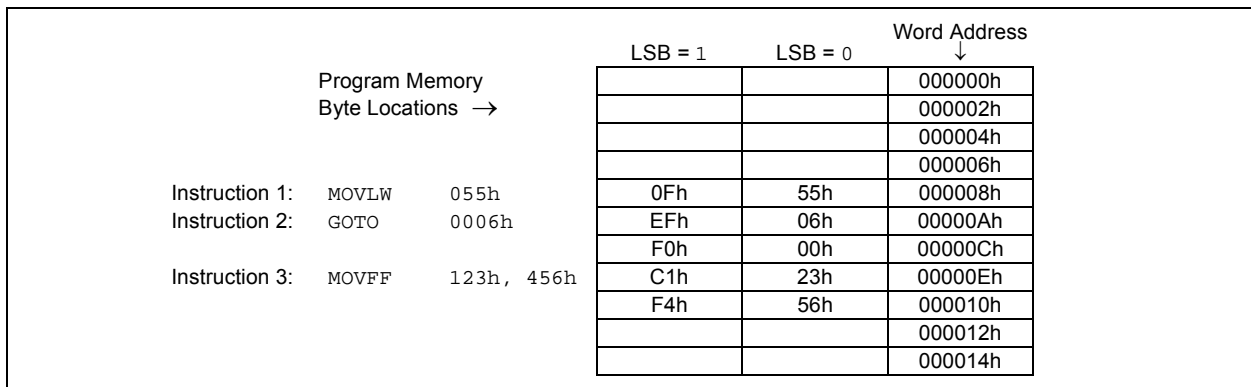 Word Address
LSB = 1 LSB = 0 ↓
Program Memory 000000h
Byte Locations → 000002h
000004h
000006h
Instruction 1: MOVLW 055h 0Fh 55h 000008h
Instruction 2: GOTO 0006h EFh 06h 00000Ah
F0h 00h 00000Ch
Instruction 3: MOVFF 123h, 456h C1h 23h 00000Eh
F4h 56h 000010h
000012h
000014h